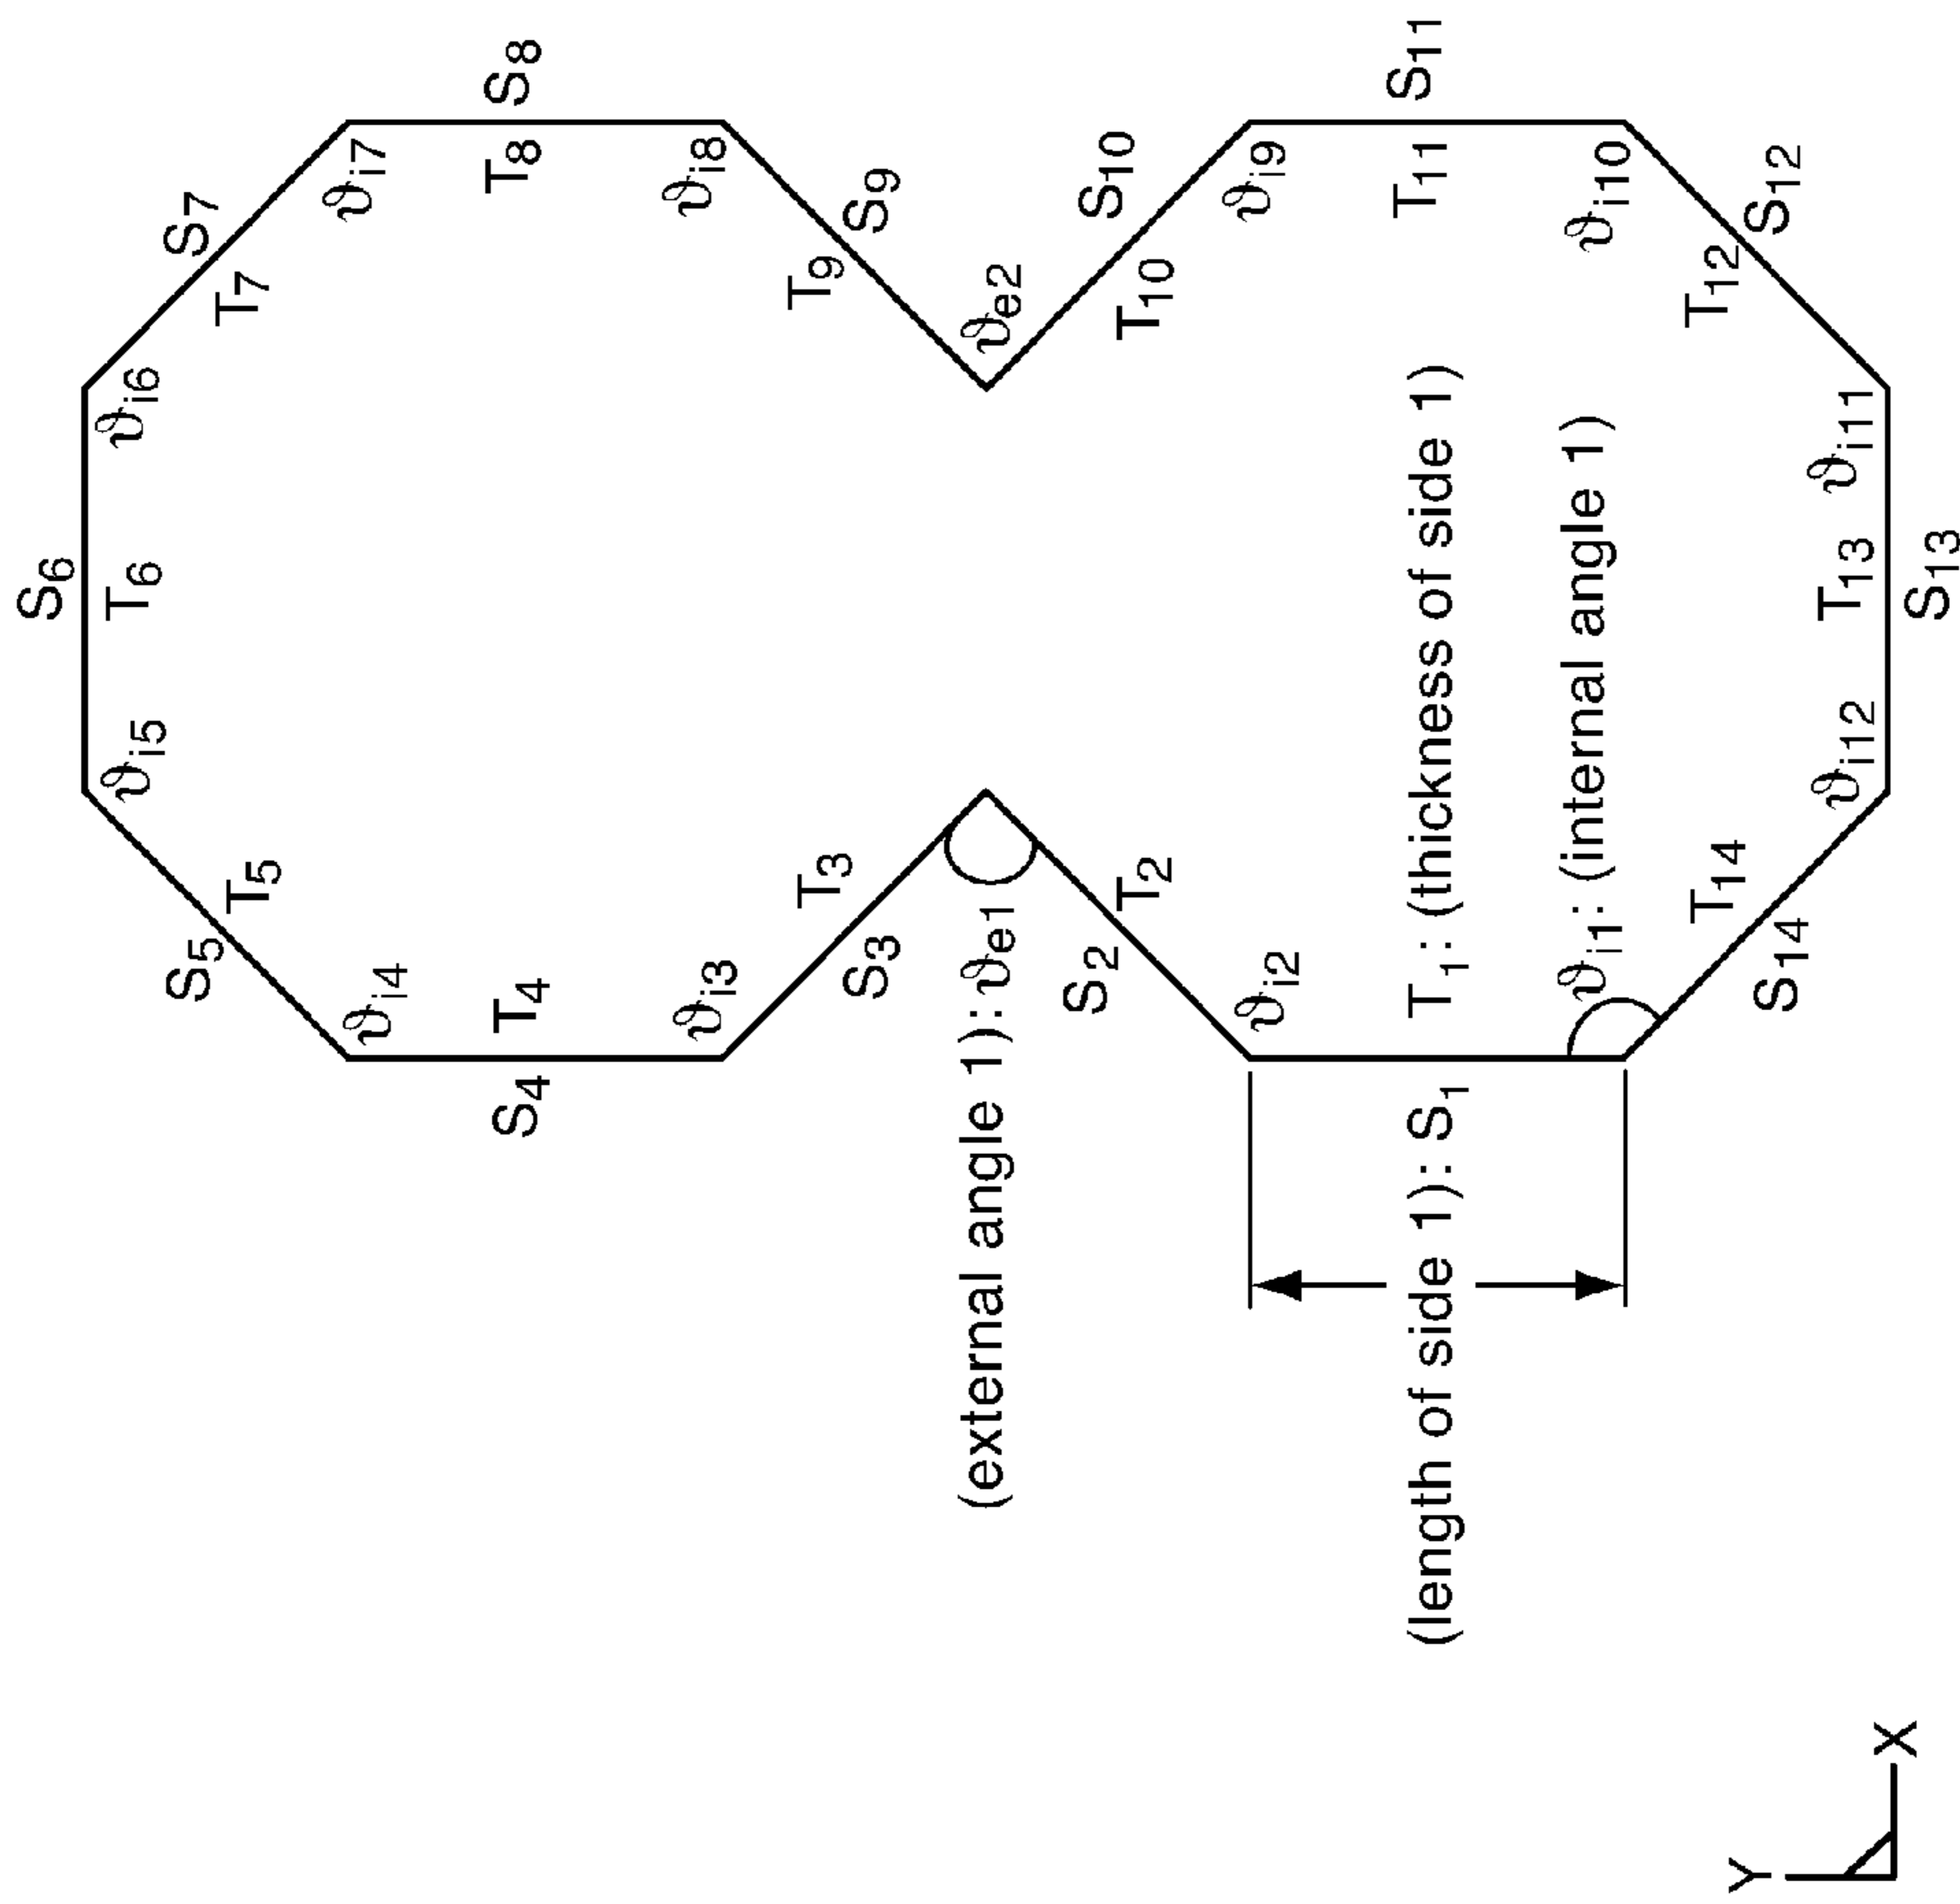 S6
T6
S7
T7
S5
T5
ϑi5
ϑi6
S4
T4
ϑi4
ϑi7
T8
S8
ϑi3
ϑi8
S3
T3
T9
S9
(external angle 1): ϑe1
ϑe2
S2
T2
T10
S10
ϑi2
ϑi9
(length of side 1): S1
T1: (thickness of side 1)
T11
S11
ϑi1: (internal angle 1)
ϑi10
S14
T14
T12
S12
ϑi12
ϑi11
T13
S13
Y
X